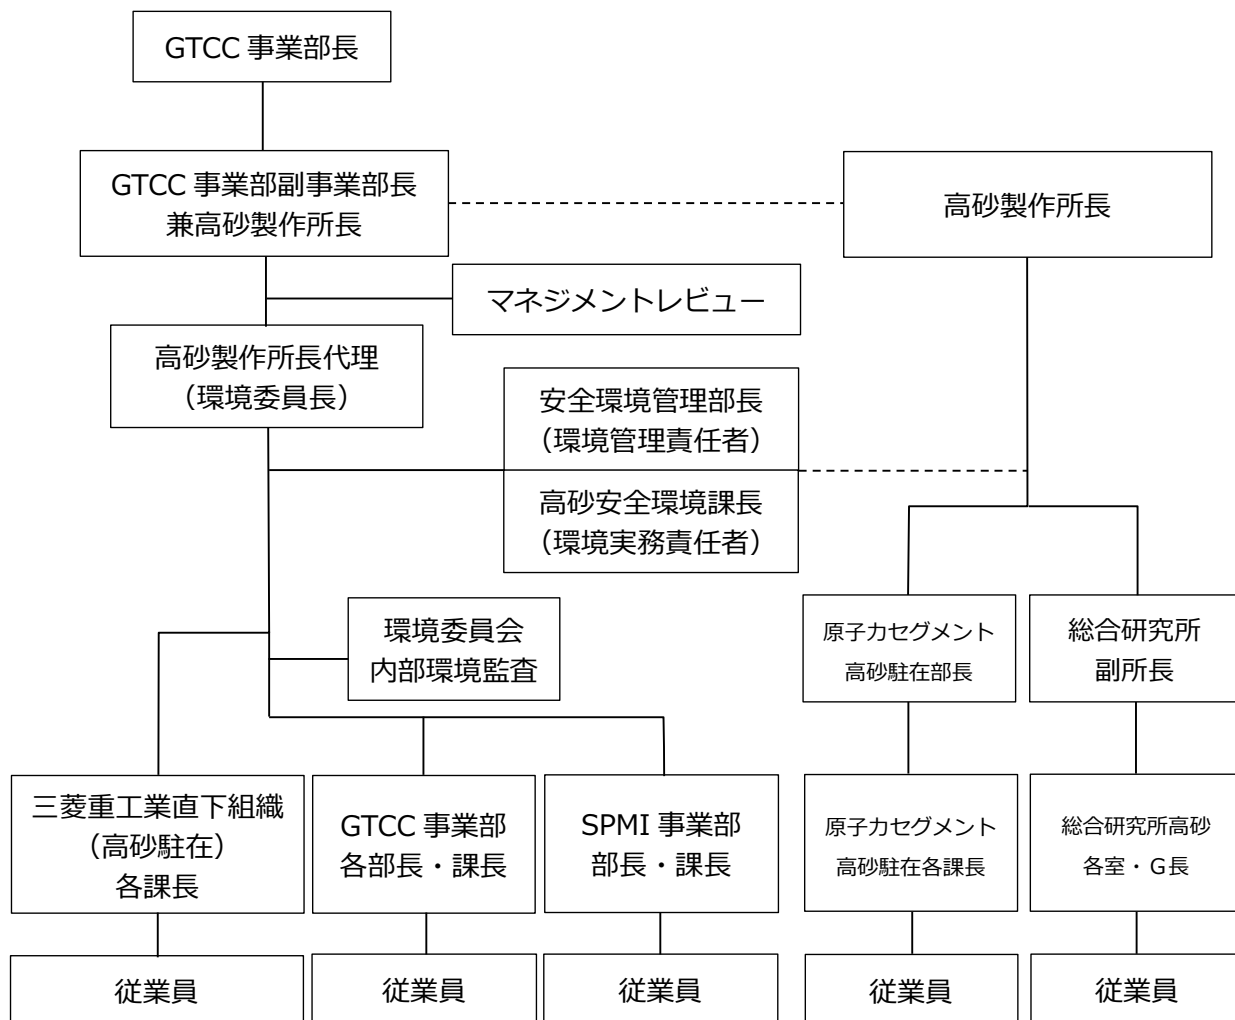 GTCC 事業部長
GTCC 事業部副事業部長
兼高砂製作所長
高砂製作所長
マネジメントレビュー
高砂製作所長代理
（環境委員長）
安全環境管理部長
（環境管理責任者）
高砂安全環境課長
（環境実務責任者）
環境委員会
内部環境監査
原子力セグメント
高砂駐在部長
総合研究所
副所長
三菱重工業直下組織
（高砂駐在）
各課長
GTCC 事業部
各部長・課長
SPMI 事業部
部長・課長
原子力セグメント
高砂駐在各課長
総合研究所高砂
各室・Ｇ長
従業員
従業員
従業員
従業員
従業員